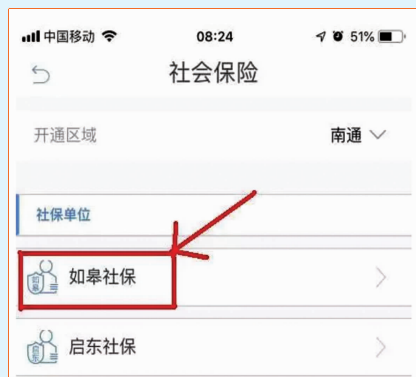 中国移动 08:24 51%
社会保险
开通区域 南通
社保单位
如皋社保
启东社保